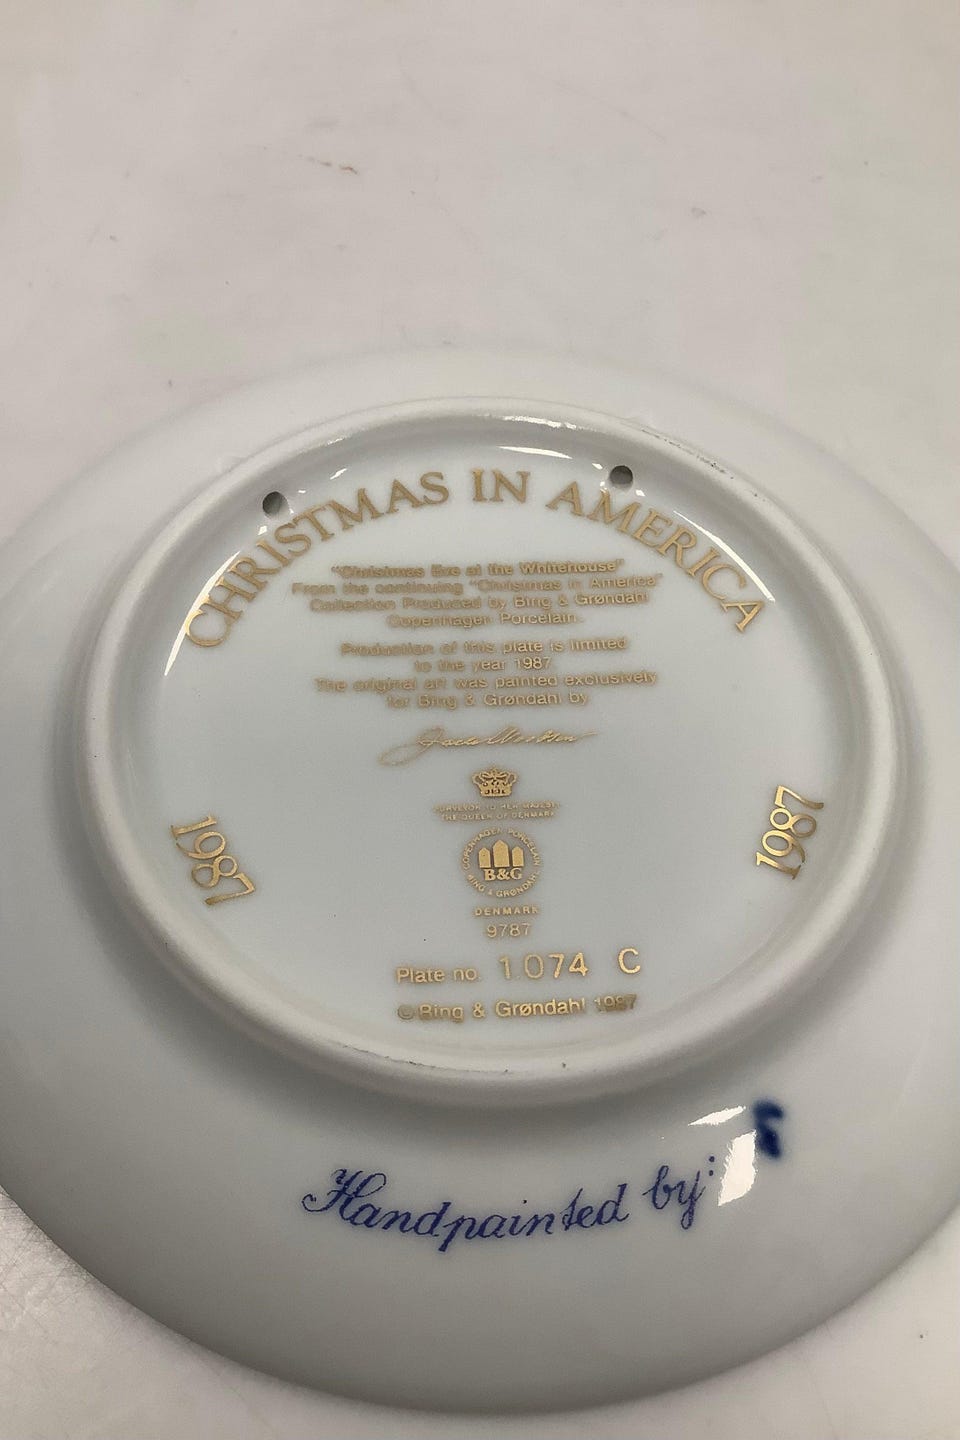 CHRISTMAS IN AMERICA
"Christmas Eve at the Whitehouse"
From the continuing "Christmas in America"
Collection Produced by Bing & Grøndahl
Copenhagen Porcelain.
Production of this plate is limited
to the year 1987
The original art was painted exclusively
for Bing & Grøndahl by
1987
1987
PURVEYOR TO HER MAJESTY
THE QUEEN OF DENMARK
COPENHAGEN PORCELAIN
B&G
BING & GRØNDAHL
DENMARK
9787
Plate no. 1.074 C
© Bing & Grøndahl 1987
Handpainted by: